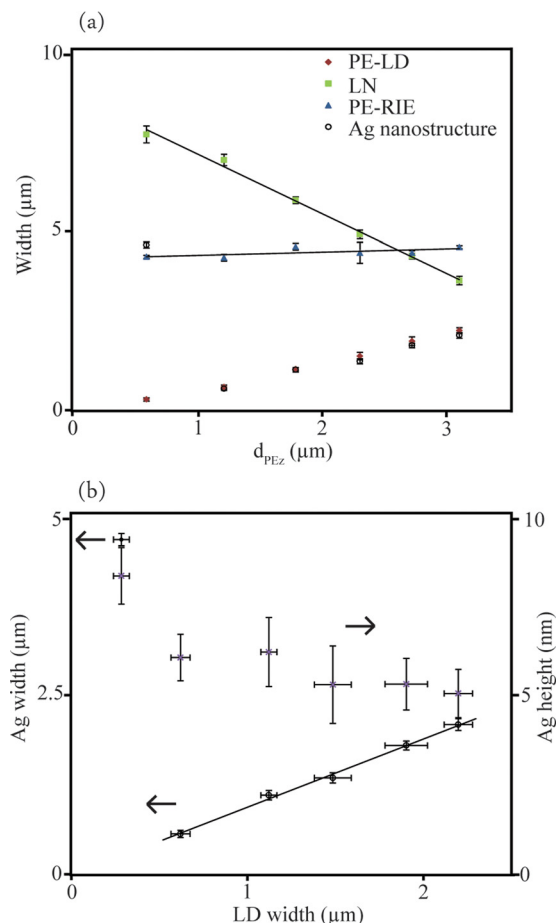 (a)
10
PE-LD
LN
PE-RIE
Ag nanostructure
Width (µm)
5
0
0
1
2
3
d_PEz (µm)
(b)
5
10
Ag width (µm)
Ag height (nm)
2.5
5
0
0
0
1
2
LD width (µm)